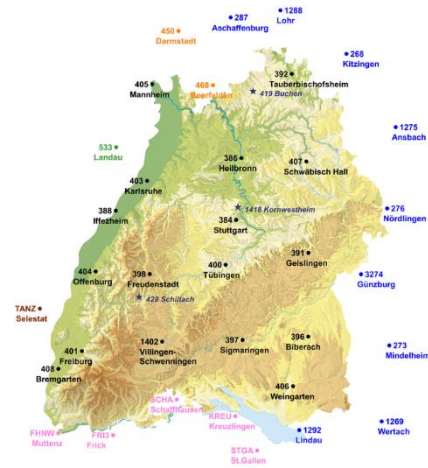 1288
Lohr
287
Aschaffenburg
450
Darmstadt
268
Kitzingen
392
Tauberbischofsheim
405
Mannheim
468
Beerfelden
419 Buchen
1275
Ansbach
533
Landau
386
Heilbronn
407
Schwäbisch Hall
403
Karlsruhe
388
Iffezheim
1416 Kornwestheim
276
Nördlingen
384
Stuttgart
391
Geislingen
400
Tübingen
404
Offenburg
398
Freudenstadt
3274
Günzburg
428 Schiltach
TANZ
Selestat
1402
Villingen-
Schwenningen
397
Sigmaringen
396
Biberach
273
Mindelheim
401
Freiburg
408
Bremgarten
406
Weingarten
SCHA
Schaffhausen
KREU
Kreuzlingen
1269
Wertach
FHNW
Muttenz
FRI3
Frick
1292
Lindau
STGA
St.Gallen